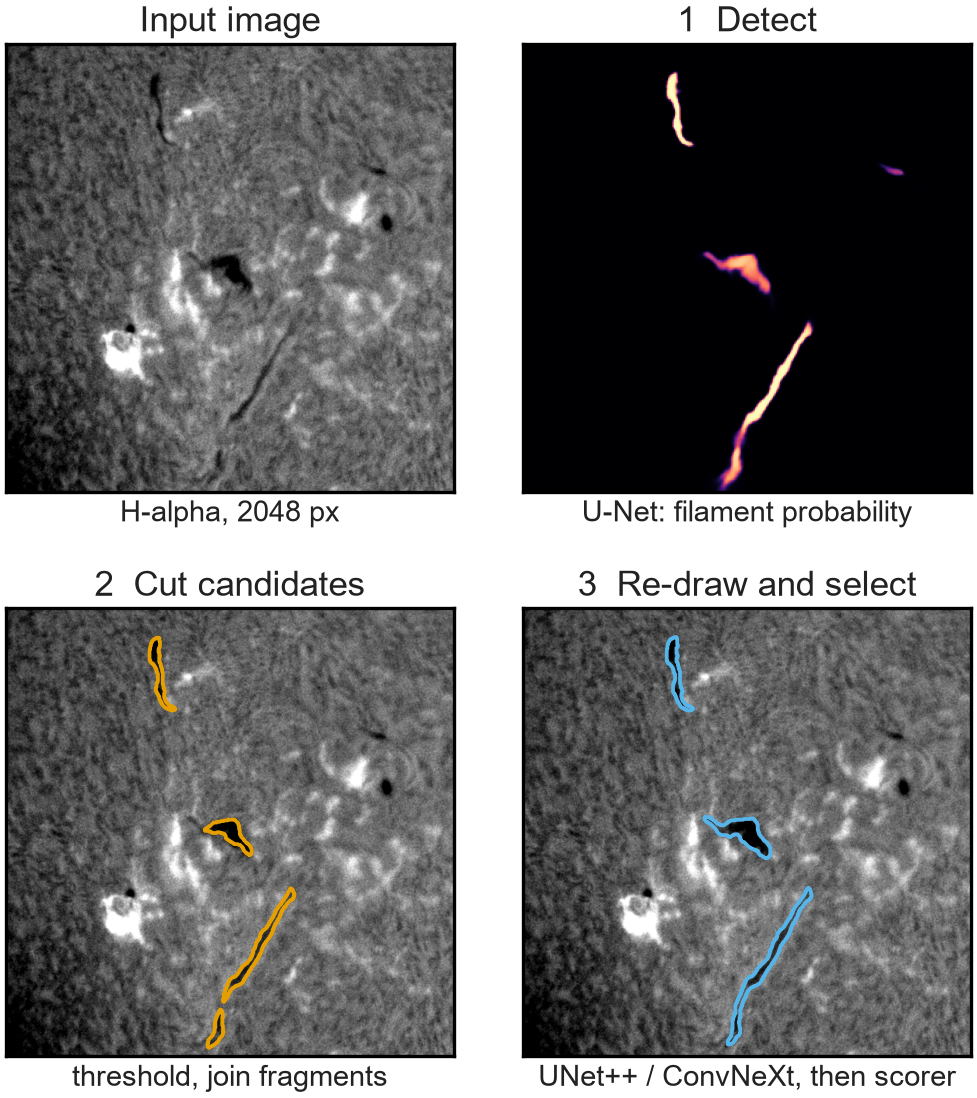 Input image
1 Detect
H-alpha, 2048 px
U-Net: filament probability
2 Cut candidates
3 Re-draw and select
threshold, join fragments
UNet++ / ConvNeXt, then scorer